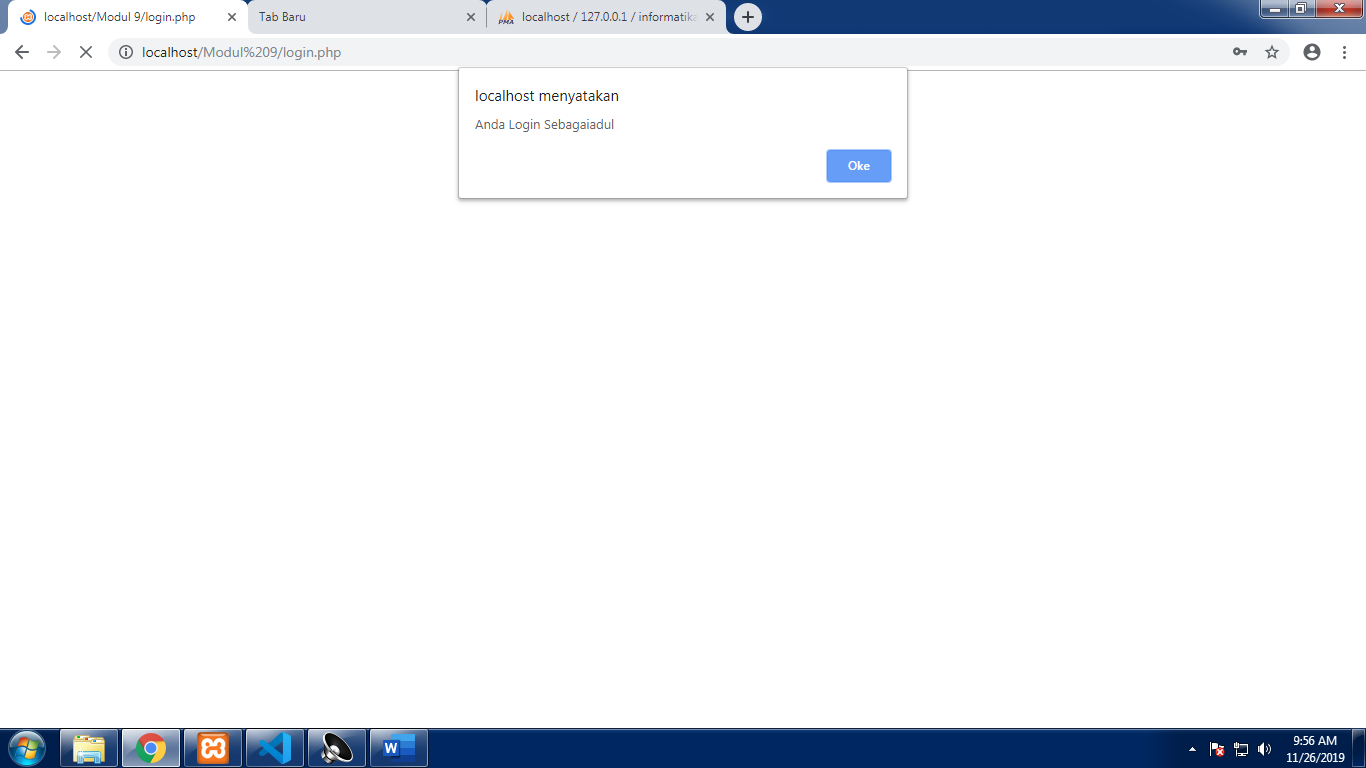 localhost/Modul 9/login.php
Tab Baru
localhost / 127.0.0.1 / informatika
localhost/Modul%209/login.php
localhost menyatakan
Anda Login Sebagaiadul
Oke
9:56 AM
11/26/2019